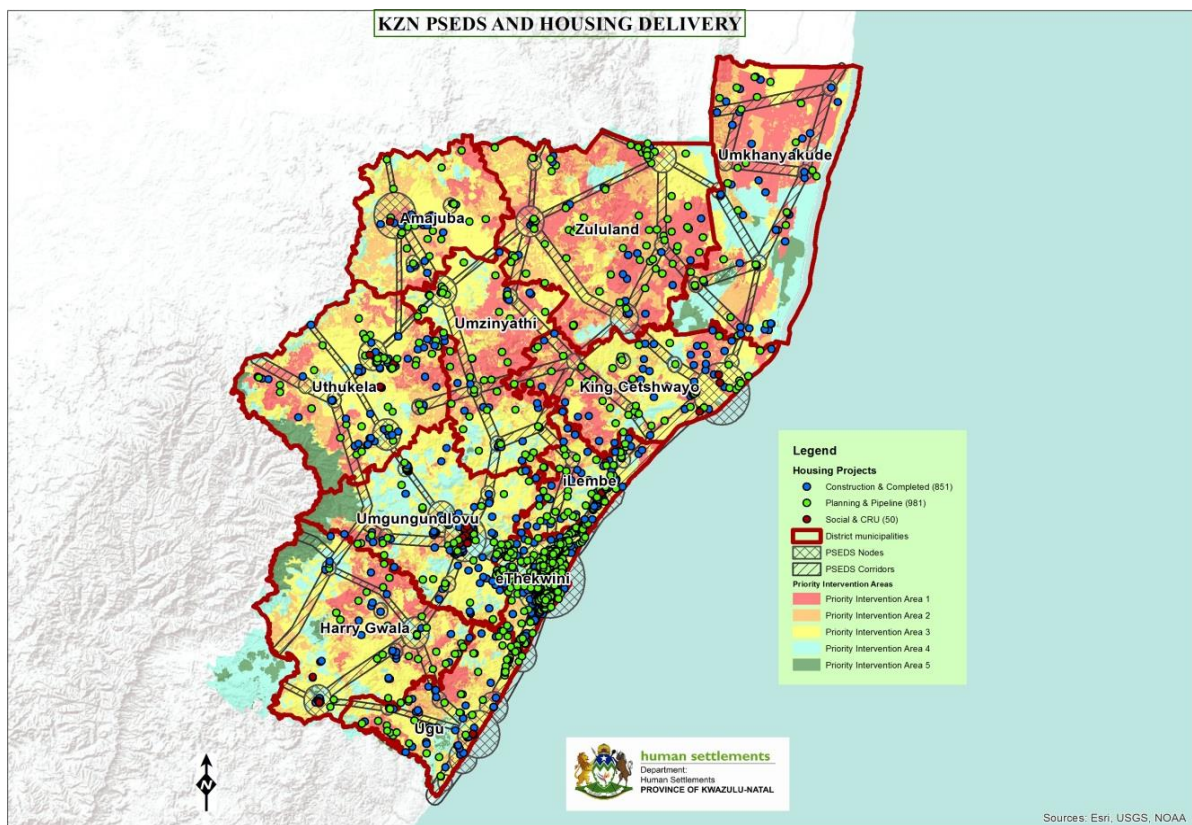 KZN PSEDS AND HOUSING DELIVERY
Umkhanyakude
Amajuba
Zululand
Umzinyathi
Uthukela
King Cetshwayo
iLembe
Umgungundlovu
eThekwini
Harry Gwala
Ugu
Legend
Housing Projects
Construction & Completed (851)
Planning & Pipeline (981)
Social & CRU (50)
District municipalities
PSEDS Nodes
PSEDS Corridors
Priority Intervention Areas
Priority Intervention Area 1
Priority Intervention Area 2
Priority Intervention Area 3
Priority Intervention Area 4
Priority Intervention Area 5
N
human settlements
Department:
Human Settlements
PROVINCE OF KWAZULU-NATAL
Sources: Esri, USGS, NOAA